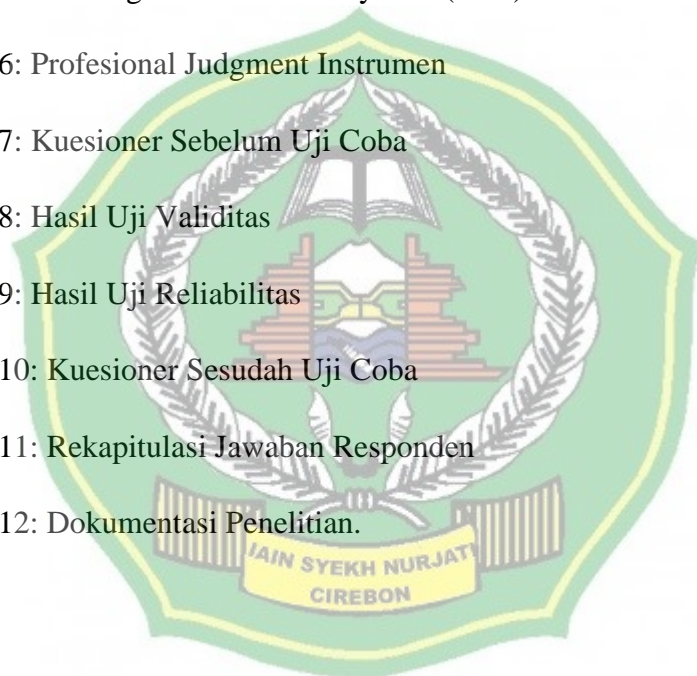 6: Profesional Judgment Instrumen
7: Kuesioner Sebelum Uji Coba
8: Hasil Uji Validitas
9: Hasil Uji Reliabilitas
10: Kuesioner Sesudah Uji Coba
11: Rekapitulasi Jawaban Responden
12: Dokumentasi Penelitian.
IAIN SYEKH NURJATI
CIREBON